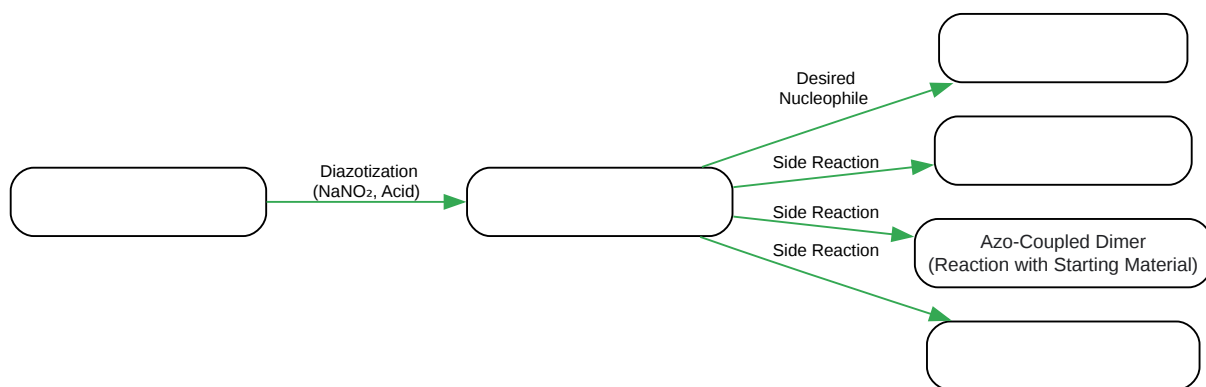 Desired
Nucleophile
Side Reaction
Diazotization
(NaNO₂, Acid)
Side Reaction
Azo-Coupled Dimer
(Reaction with Starting Material)
Side Reaction